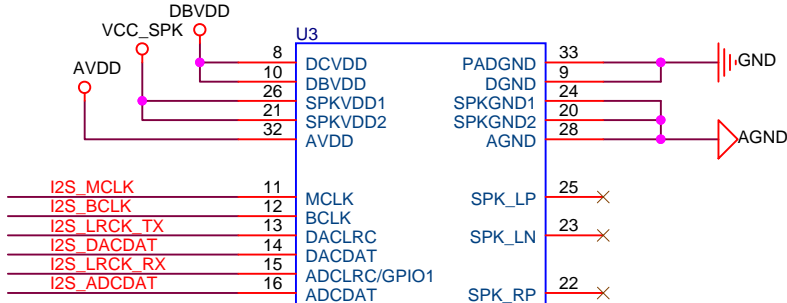 DBVDD
VCC_SPK
AVDD
U3
8 DCVDD PADGND 33 GND
10 DBVDD DGND 9
26 SPKVDD1 SPKGND1 24
21 SPKVDD2 SPKGND2 20
32 AVDD AGND 28 AGND
I2S_MCLK 11 MCLK SPK_LP 25
I2S_BCLK 12 BCLK
I2S_LRCK_TX 13 DACLRC SPK_LN 23
I2S_DACDAT 14 DACDAT
I2S_LRCK_RX 15 ADCLRC/GPIO1
I2S_ADCDAT 16 ADCDAT SPK_RP 22